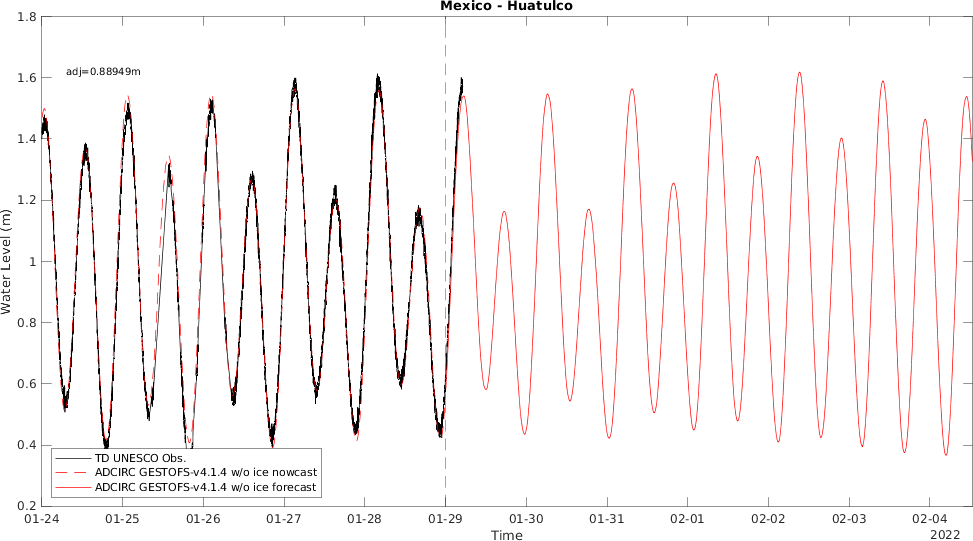 Mexico - Huatulco
1.8
1.6
1.4
1.2
1
0.8
0.6
0.4
0.2
Water Level (m)
adj=0.88949m
TD UNESCO Obs.
ADCIRC GESTOFS-v4.1.4 w/o ice nowcast
ADCIRC GESTOFS-v4.1.4 w/o ice forecast
01-24 01-25 01-26 01-27 01-28 01-29 01-30 01-31 02-01 02-02 02-03 02-04
Time
2022